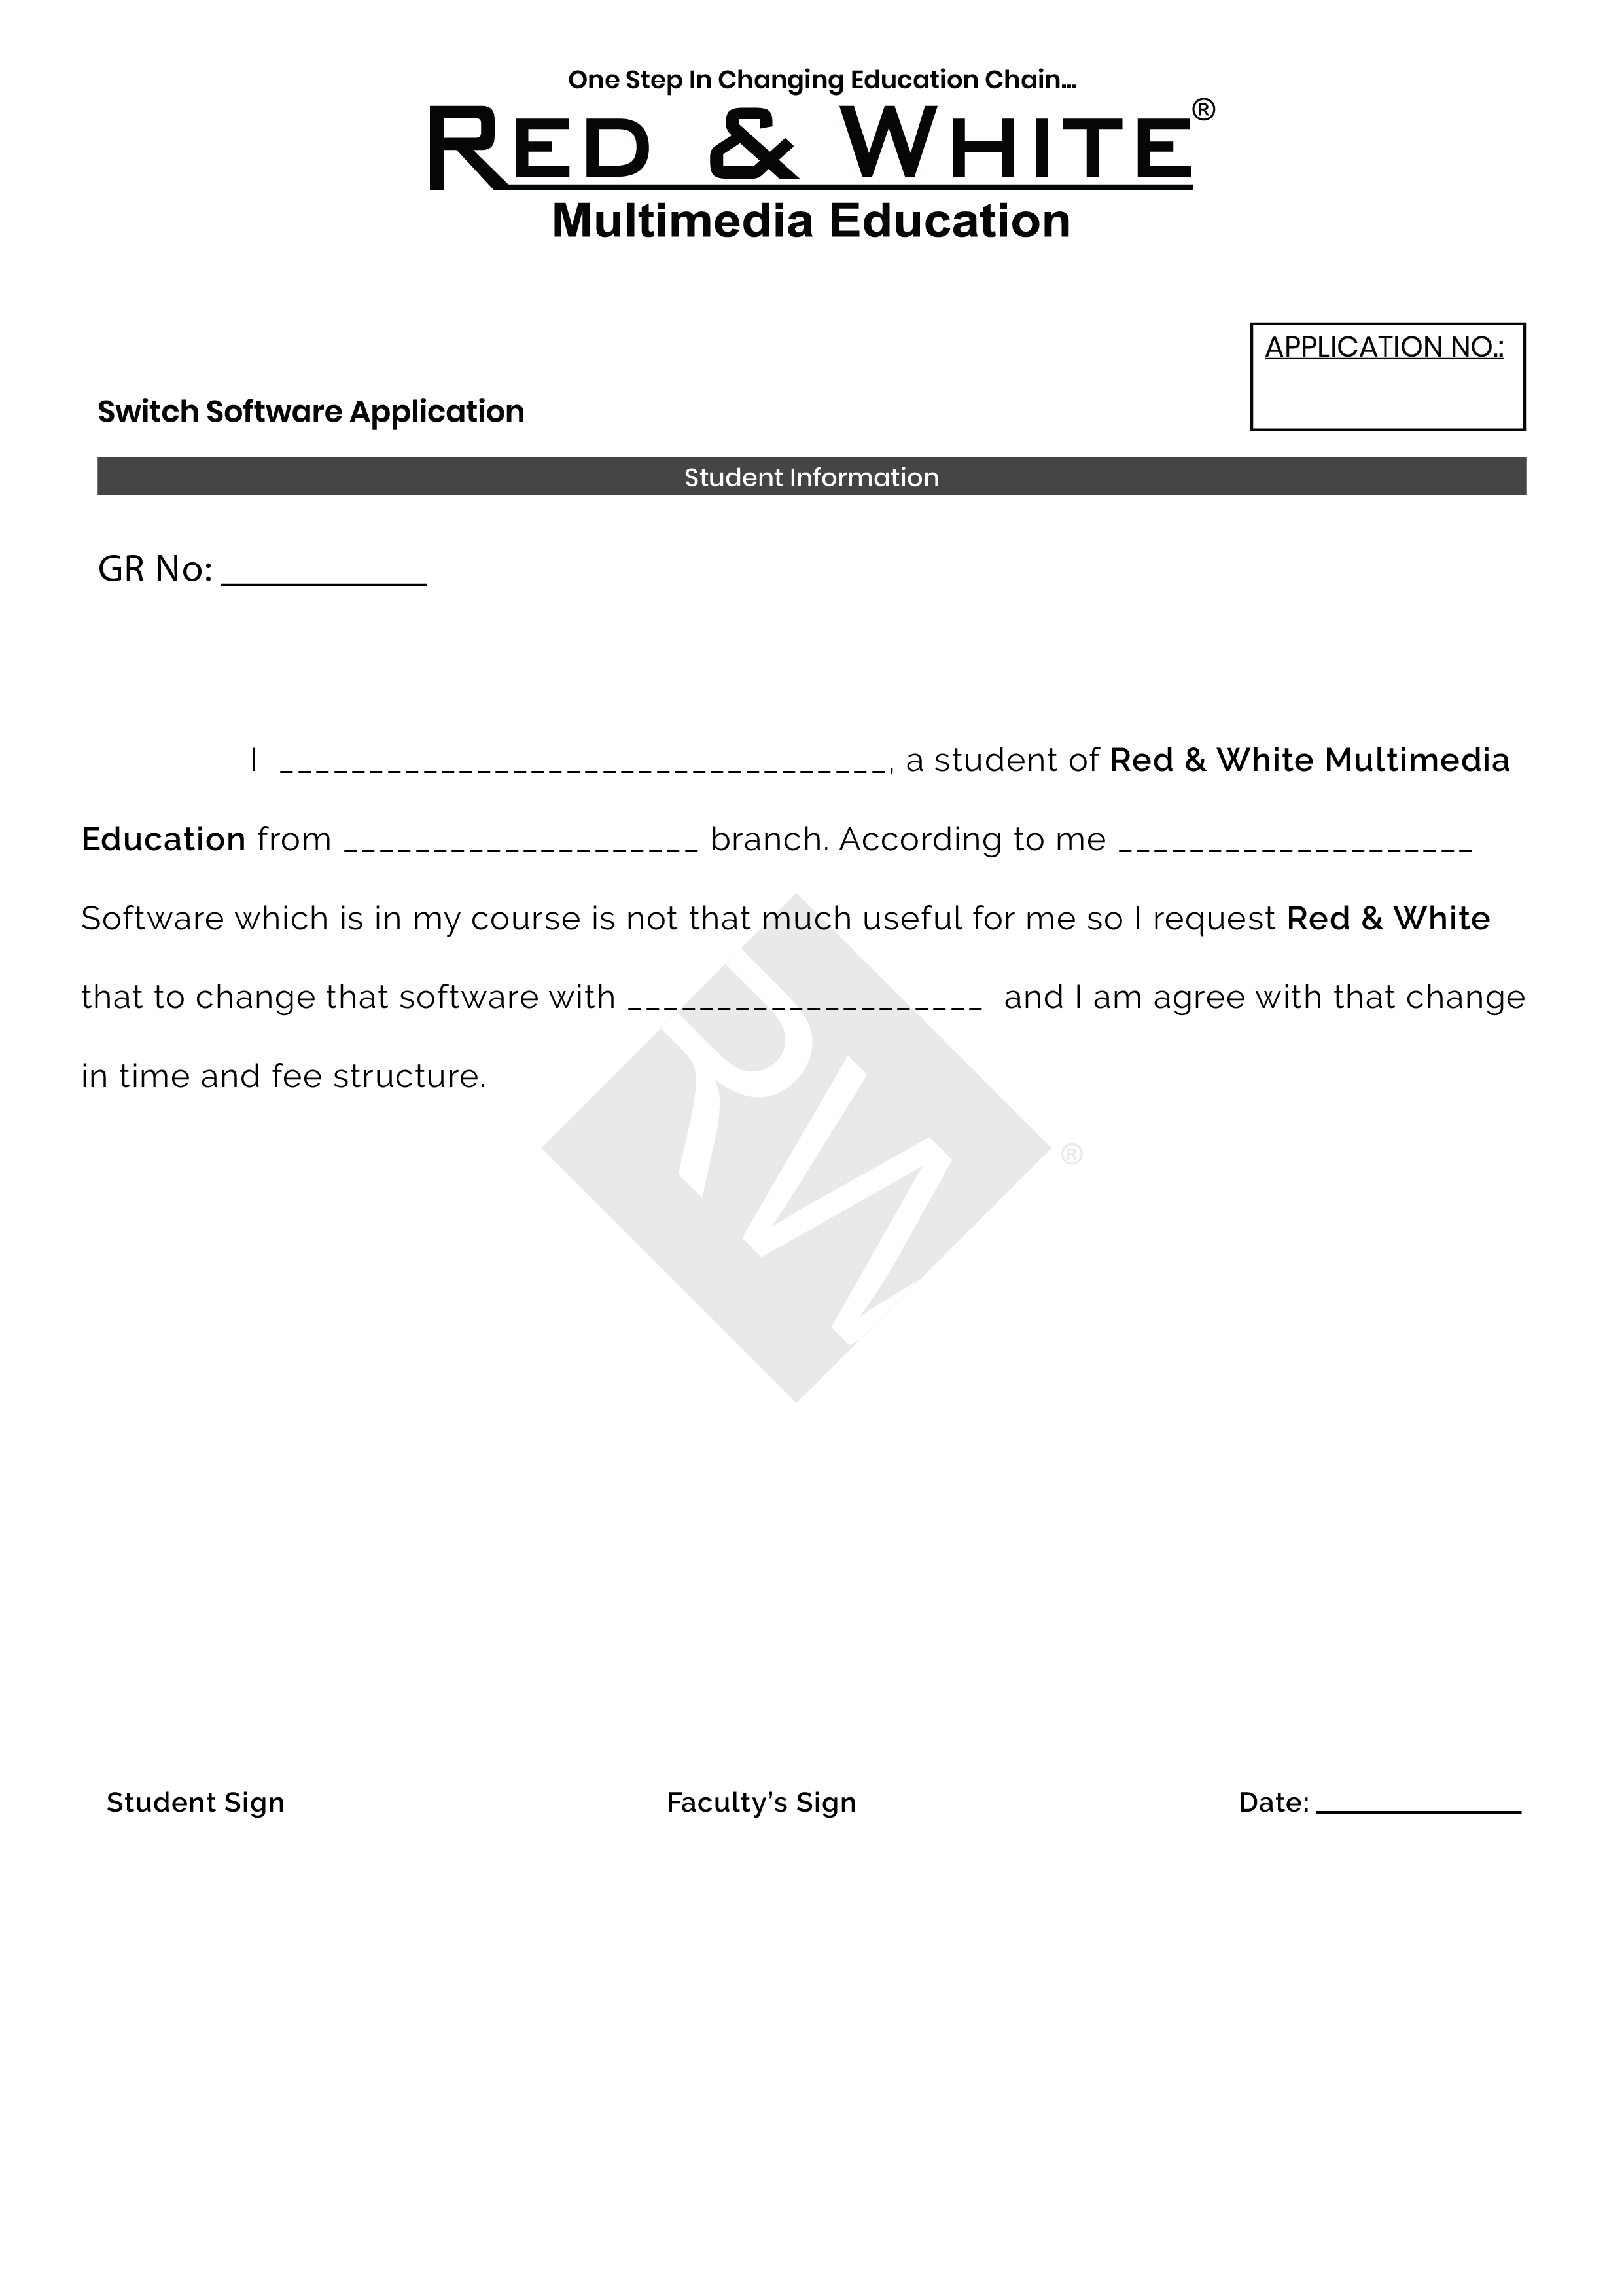 One Step In Changing Education Chain...
RED & WHITE®
Multimedia Education
APPLICATION NO.:
Switch Software Application
Student Information
GR No: ___________
I __________________________________, a student of Red & White Multimedia
Education from ____________________ branch. According to me ____________________
Software which is in my course is not that much useful for me so I request Red & White
that to change that software with ____________________ and I am agree with that change
in time and fee structure.
RW®
Student Sign Faculty’s Sign Date: ___________